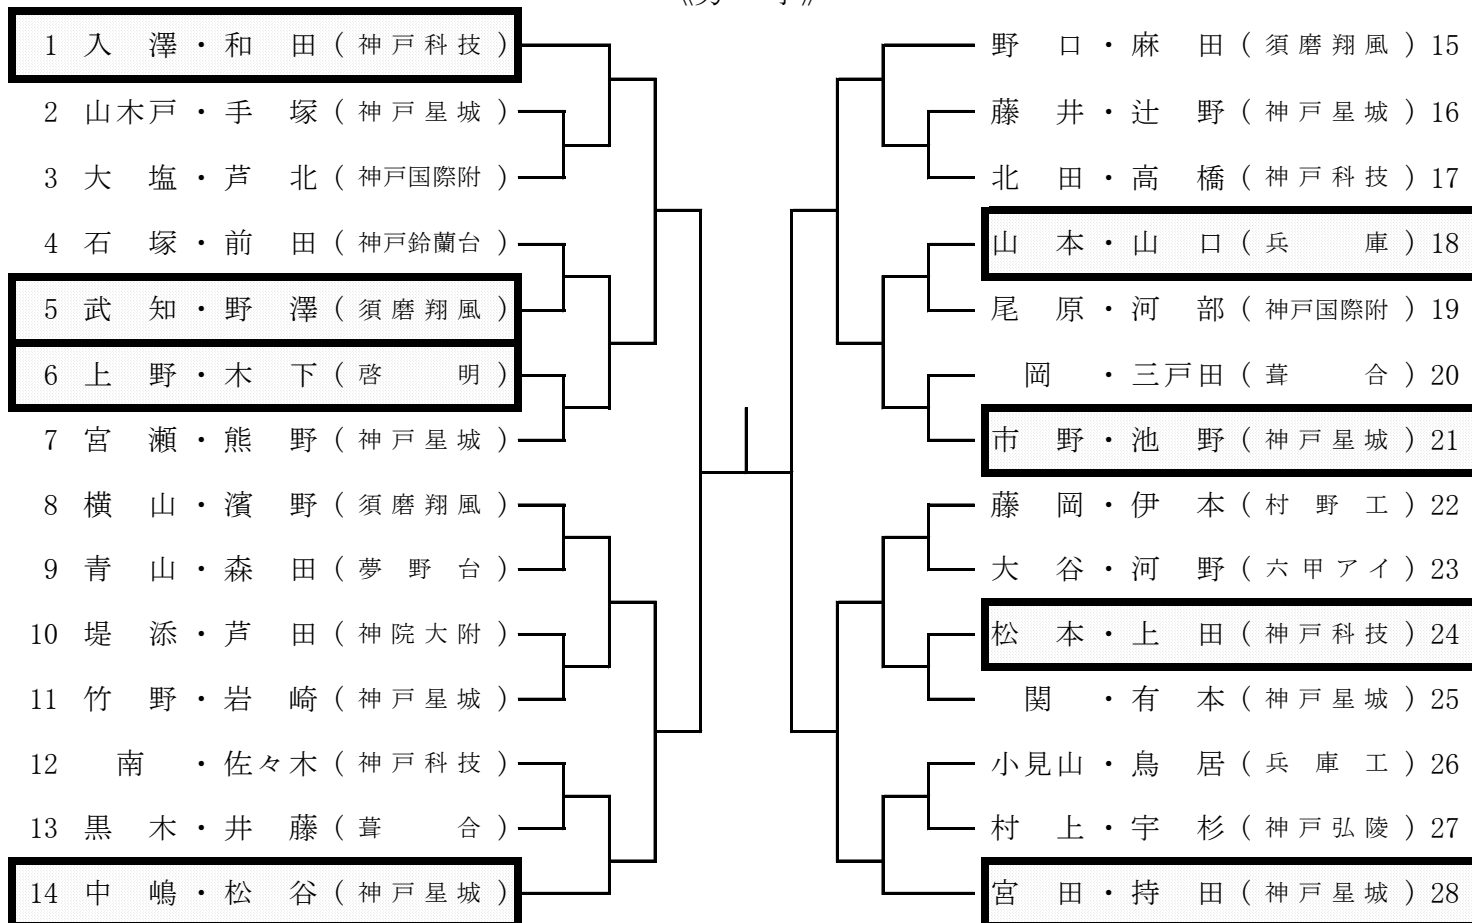 《男子》
1 入澤・和田(神戸科技)
2 山木戸・手塚(神戸星城)
3 大塩・芦北(神戸国際附)
4 石塚・前田(神戸鈴蘭台)
5 武知・野澤(須磨翔風)
6 上野・木下(啓明)
7 宮瀬・熊野(神戸星城)
8 横山・濱野(須磨翔風)
9 青山・森田(夢野台)
10 堤添・芦田(神院大附)
11 竹野・岩崎(神戸星城)
12 南・佐々木(神戸科技)
13 黒木・井藤(葺合)
14 中嶋・松谷(神戸星城)
野口・麻田(須磨翔風)15
藤井・辻野(神戸星城)16
北田・高橋(神戸科技)17
山本・山口(兵庫)18
尾原・河部(神戸国際附)19
岡・三戸田(葺合)20
市野・池野(神戸星城)21
藤岡・伊本(村野工)22
大谷・河野(六甲アイ)23
松本・上田(神戸科技)24
関・有本(神戸星城)25
小見山・鳥居(兵庫工)26
村上・宇杉(神戸弘陵)27
宮田・持田(神戸星城)28